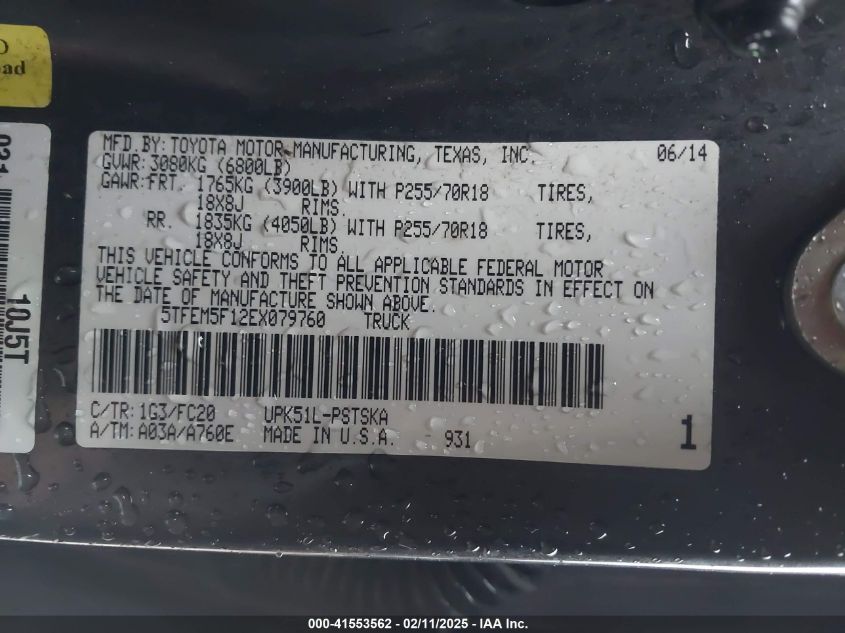 D
oad
021
10J5T
MFD.BY: TOYOTA MOTOR MANUFACTURING, TEXAS, INC. 06/14
GVWR: 3080KG (6800LB)
GAWR: FRT. 1765KG (3900LB) WITH P255/70R18 TIRES,
18X8J RIMS.
RR. 1835KG (4050LB) WITH P255/70R18 TIRES,
18X8J RIMS.
THIS VEHICLE CONFORMS TO ALL APPLICABLE FEDERAL MOTOR
VEHICLE SAFETY AND THEFT PREVENTION STANDARDS IN EFFECT ON
THE DATE OF MANUFACTURE SHOWN ABOVE.
5TFEM5F12EX079760 TRUCK
C/TR: 1G3/FC20 UPK51L-PSTSKA
A/TM: A03A/A760E MADE IN U.S.A. 931 1
000-41553562 — 02/11/2025 — IAA Inc.